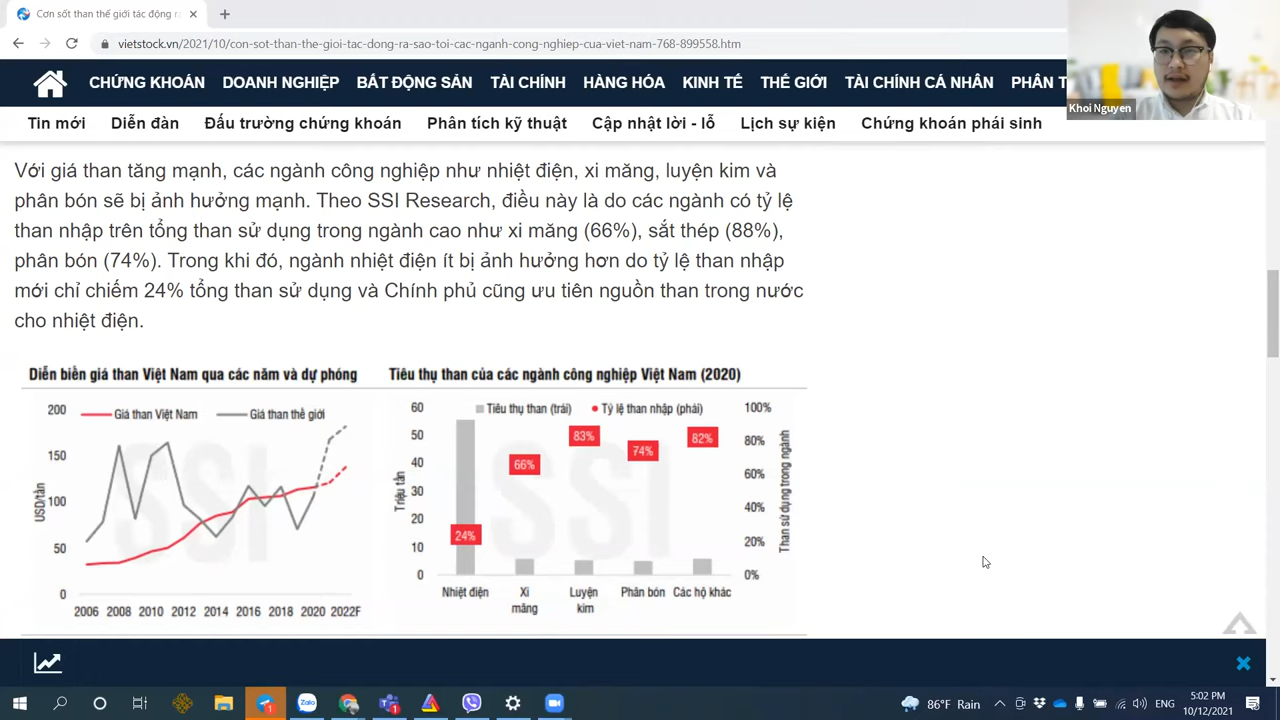 Cơn sốt than thế giới tác động ra
vietstock.vn/2021/10/con-sot-than-the-gioi-tac-dong-ra-sao-toi-cac-nganh-cong-nghiep-cua-viet-nam-768-899558.htm
Khoi Nguyen
CHỨNG KHOÁN DOANH NGHIỆP BẤT ĐỘNG SẢN TÀI CHÍNH HÀNG HÓA KINH TẾ THẾ GIỚI TÀI CHÍNH CÁ NHÂN PHÂN T
Tin mới Diễn đàn Đấu trường chứng khoán Phân tích kỹ thuật Cập nhật lời - lỗ Lịch sự kiện Chứng khoán phái sinh
Với giá than tăng mạnh, các ngành công nghiệp như nhiệt điện, xi măng, luyện kim và
phân bón sẽ bị ảnh hưởng mạnh. Theo SSI Research, điều này là do các ngành có tỷ lệ
than nhập trên tổng than sử dụng trong ngành cao như xi măng (66%), sắt thép (88%),
phân bón (74%). Trong khi đó, ngành nhiệt điện ít bị ảnh hưởng hơn do tỷ lệ than nhập
mới chỉ chiếm 24% tổng than sử dụng và Chính phủ cũng ưu tiên nguồn than trong nước
cho nhiệt điện.
Diễn biến giá than Việt Nam qua các năm và dự phóng
200
Giá than Việt Nam Giá than thế giới
150
100
50
0
USD/tấn
SSI
2006 2008 2010 2012 2014 2016 2018 2020 2022F
Tiêu thụ than của các ngành công nghiệp Việt Nam (2020)
Tiêu thụ than (trái) Tỷ lệ than nhập (phải)
60
50
40
30
20
10
0
Triệu tấn
SSI
24%
66%
83%
74%
82%
100%
80%
60%
40%
20%
0%
Than sử dụng trong ngành
Nhiệt điện Xi măng Luyện kim Phân bón Các hộ khác
Zalo
1
86°F Rain
ENG
5:02 PM
10/12/2021